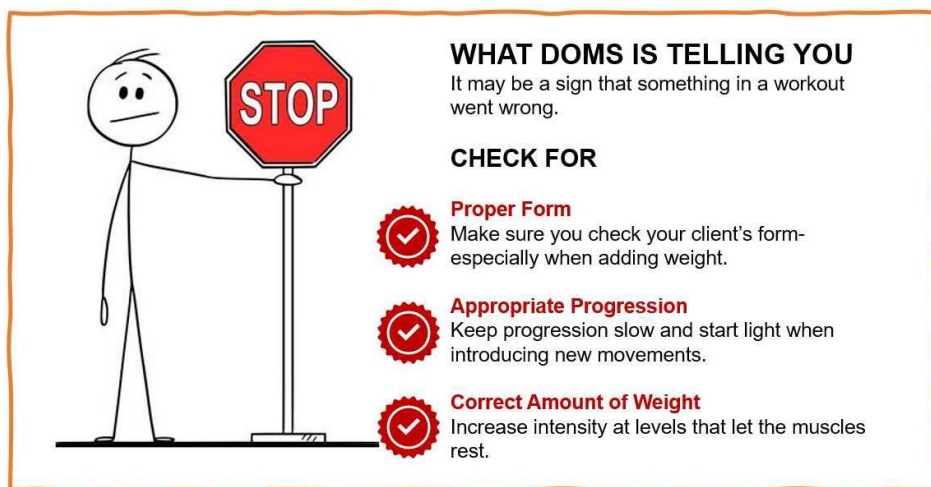 STOP
WHAT DOMS IS TELLING YOU
It may be a sign that something in a workout
went wrong.
CHECK FOR
Proper Form
Make sure you check your client's form-
especially when adding weight.
Appropriate Progression
Keep progression slow and start light when
introducing new movements.
Correct Amount of Weight
Increase intensity at levels that let the muscles
rest.